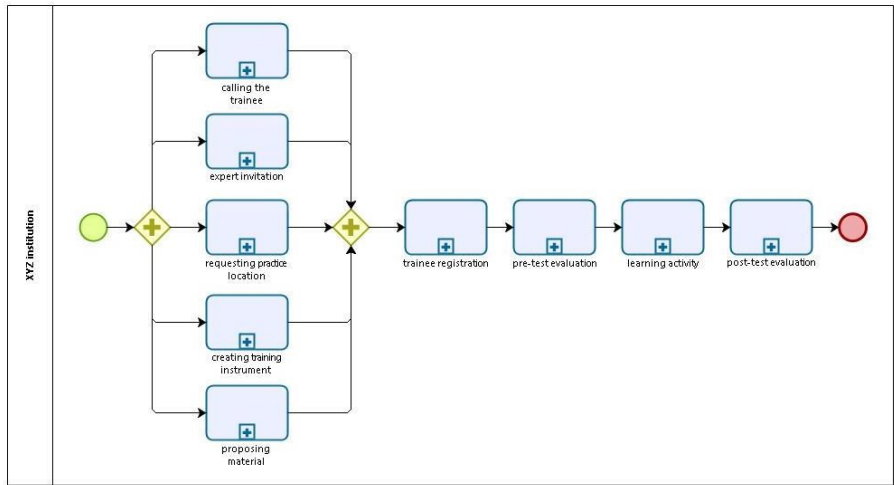 XYZ institution
calling the
trainee
expert invitation
requesting practice
location
creating training
instrument
proposing
material
trainee registration
pre-test evaluation
learning activity
post-test evaluation